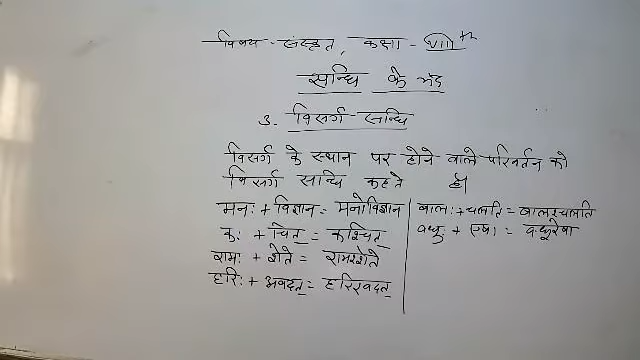 विषय - संस्कृत, कक्षा - VIIIth
सन्धि के भेद
3. विसर्ग - सन्धि
विसर्ग के स्थान पर होने वाले परिवर्तन को
विसर्ग सन्धि कहते हैं।
मनः + विज्ञान = मनोविज्ञान
कः + चित् = कश्चित्
रामः + शेते = रामश्शेते
हरिः + अवदत् = हरिरवदत्
बालः + चलति = बालश्चलति
वधूः + एषा = वधूरेषा